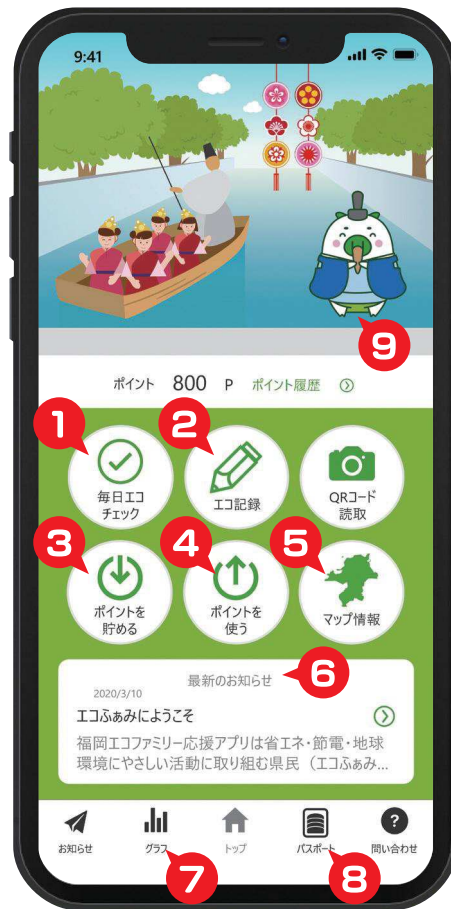 9:41
9
ポイント 800 P ポイント履歴
1
2
毎日エコ
チェック
エコ記録
QRコード
読取
3
4
5
ポイントを
貯める
ポイントを
使う
マップ情報
最新のお知らせ
6
2020/3/10
エコふぁみにようこそ
福岡エコファミリー応援アプリは省エネ・節電・地球
環境にやさしい活動に取り組む県民(エコふぁみ...
お知らせ グラフ トップ パスポート 問い合わせ
?
7
8